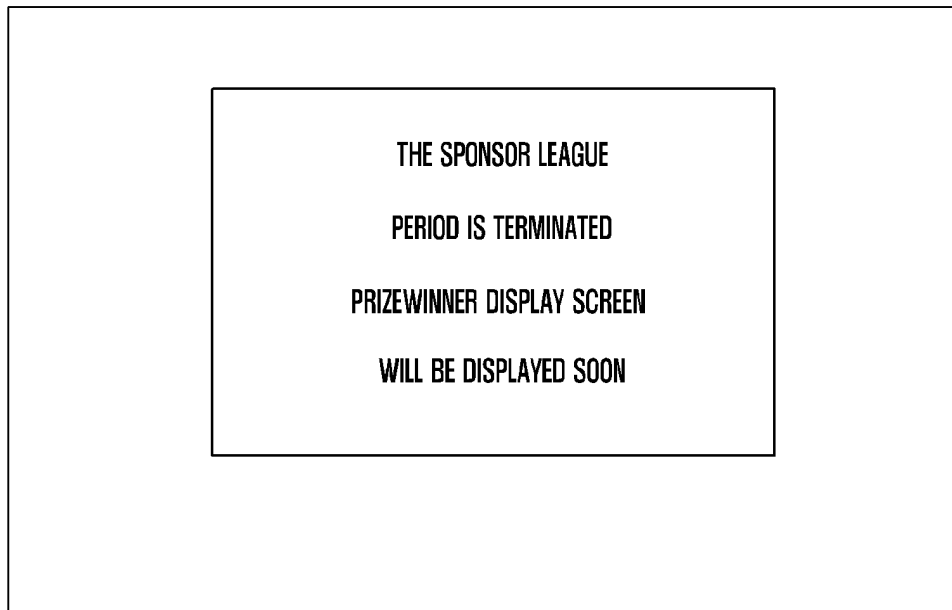 THE SPONSOR LEAGUE
PERIOD IS TERMINATED
PRIZEWINNER DISPLAY SCREEN
WILL BE DISPLAYED SOON